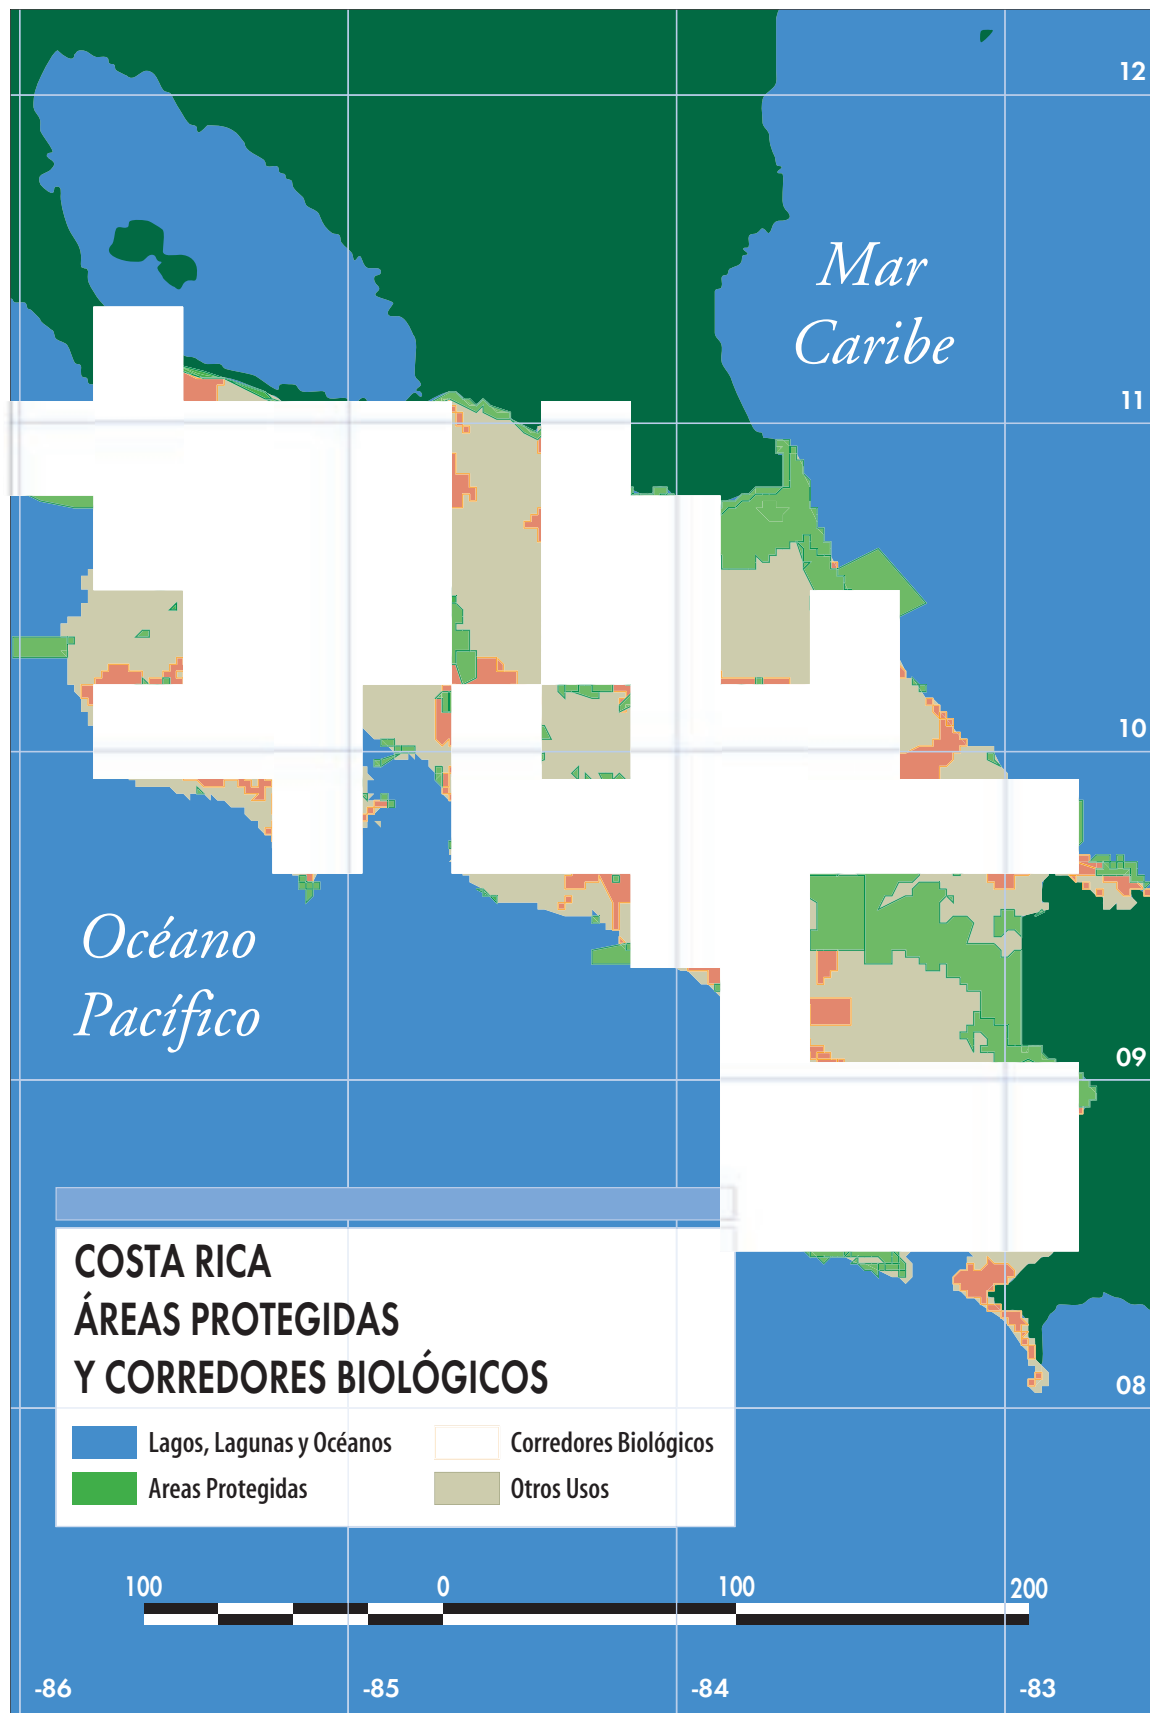 12
Mar
Caribe
11
10
Océano
Pacífico
09
COSTA RICA
ÁREAS PROTEGIDAS
Y CORREDORES BIOLÓGICOS
08
Lagos, Lagunas y Océanos
Corredores Biológicos
Areas Protegidas
Otros Usos
100 0 100 200
-86 -85 -84 -83